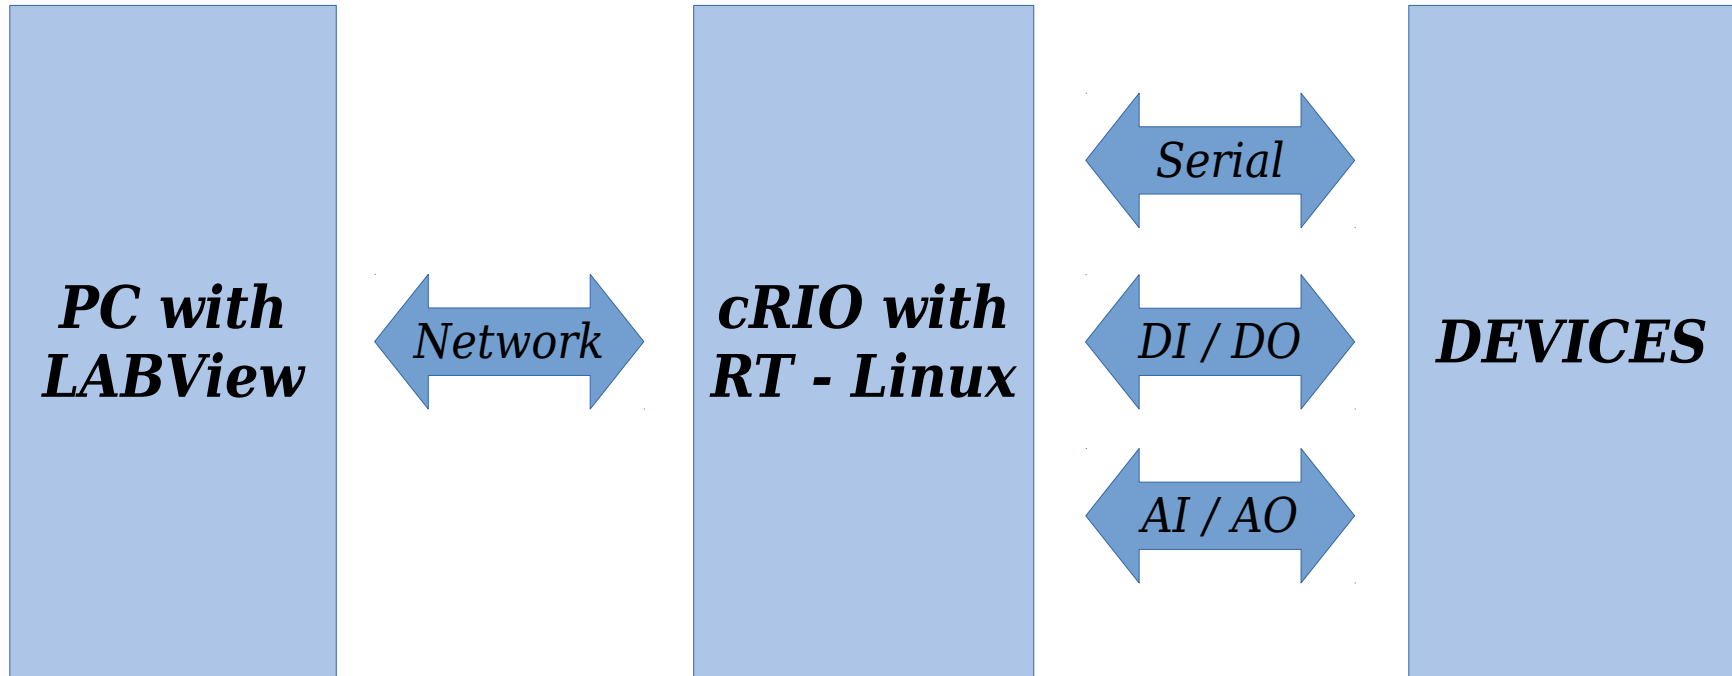 PC with
LABView
Network
cRIO with
RT - Linux
Serial
DI / DO
AI / AO
DEVICES